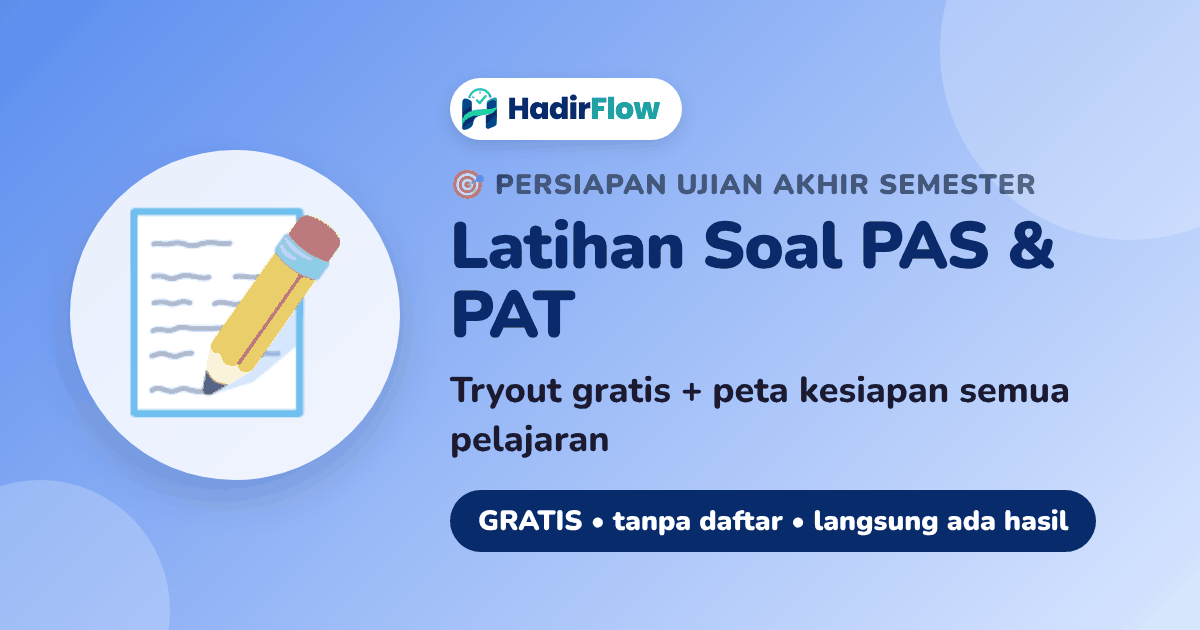 HadirFlow
🎯 PERSIAPAN UJIAN AKHIR SEMESTER
Latihan Soal PAS &
PAT
Tryout gratis + peta kesiapan semua
pelajaran
GRATIS • tanpa daftar • langsung ada hasil